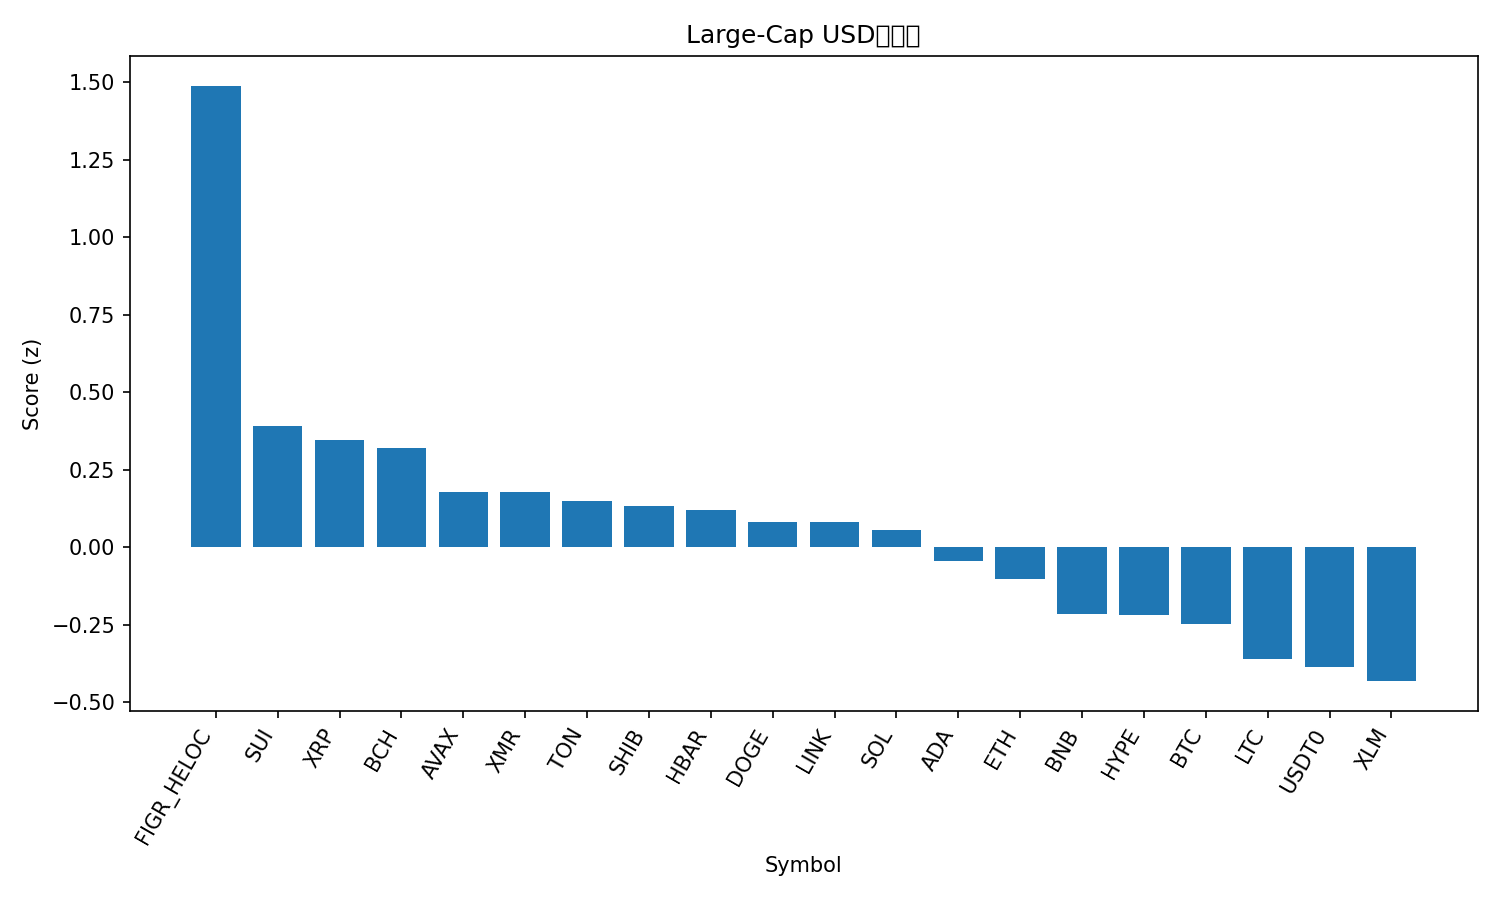 Large-Cap USD
1.50
1.25
1.00
0.75
0.50
0.25
0.00
−0.25
−0.50
Score (z)
FIGR_HELOC
SUI
XRP
BCH
AVAX
XMR
TON
SHIB
HBAR
DOGE
LINK
SOL
ADA
ETH
BNB
HYPE
BTC
LTC
USDT0
XLM
Symbol